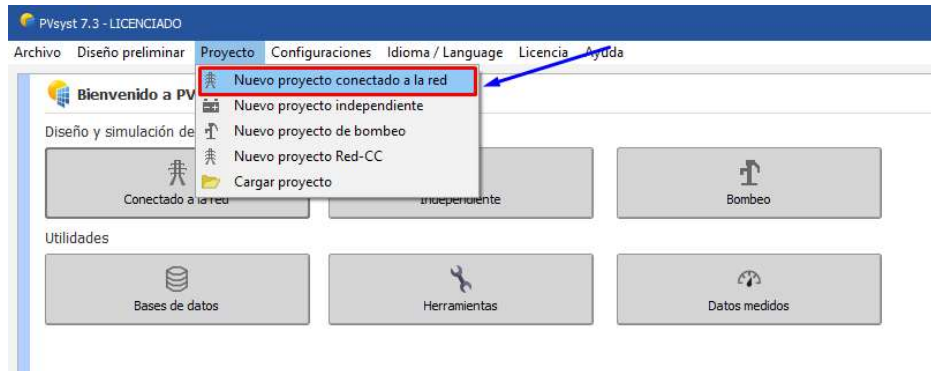 PVsyst 7.3 - LICENCIADO
Archivo Diseño preliminar Proyecto Configuraciones Idioma / Language Licencia Ayuda
Nuevo proyecto conectado a la red
Bienvenido a PV
Nuevo proyecto independiente
Diseño y simulación de
Nuevo proyecto de bombeo
Nuevo proyecto Red-CC
Cargar proyecto
Conectado a la red Independiente Bombeo
Utilidades
Bases de datos Herramientas Datos medidos